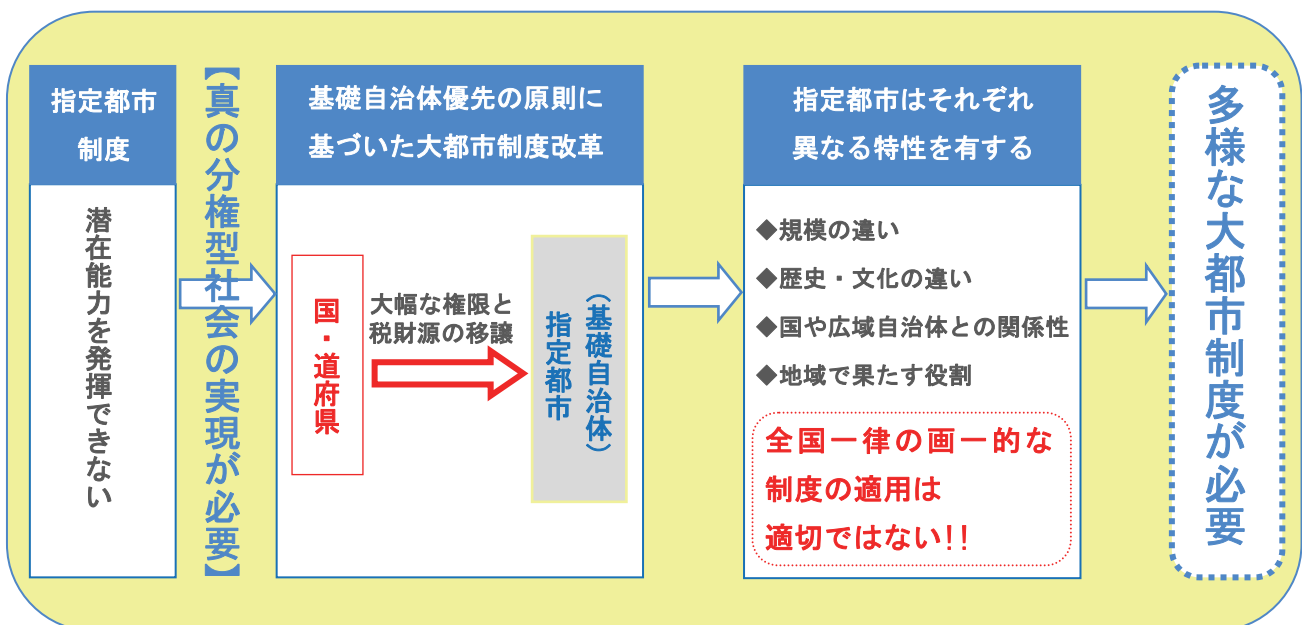 指定都市
制度
潜在能力を発揮できない
【真の分権型社会の実現が必要】
基礎自治体優先の原則に
基づいた大都市制度改革
国・道府県
大幅な権限と
税財源の移譲
（基礎自治体）
指定都市
指定都市はそれぞれ
異なる特性を有する
◆規模の違い
◆歴史・文化の違い
◆国や広域自治体との関係性
◆地域で果たす役割
全国一律の画一的な
制度の適用は
適切ではない!!
多様な大都市制度が必要